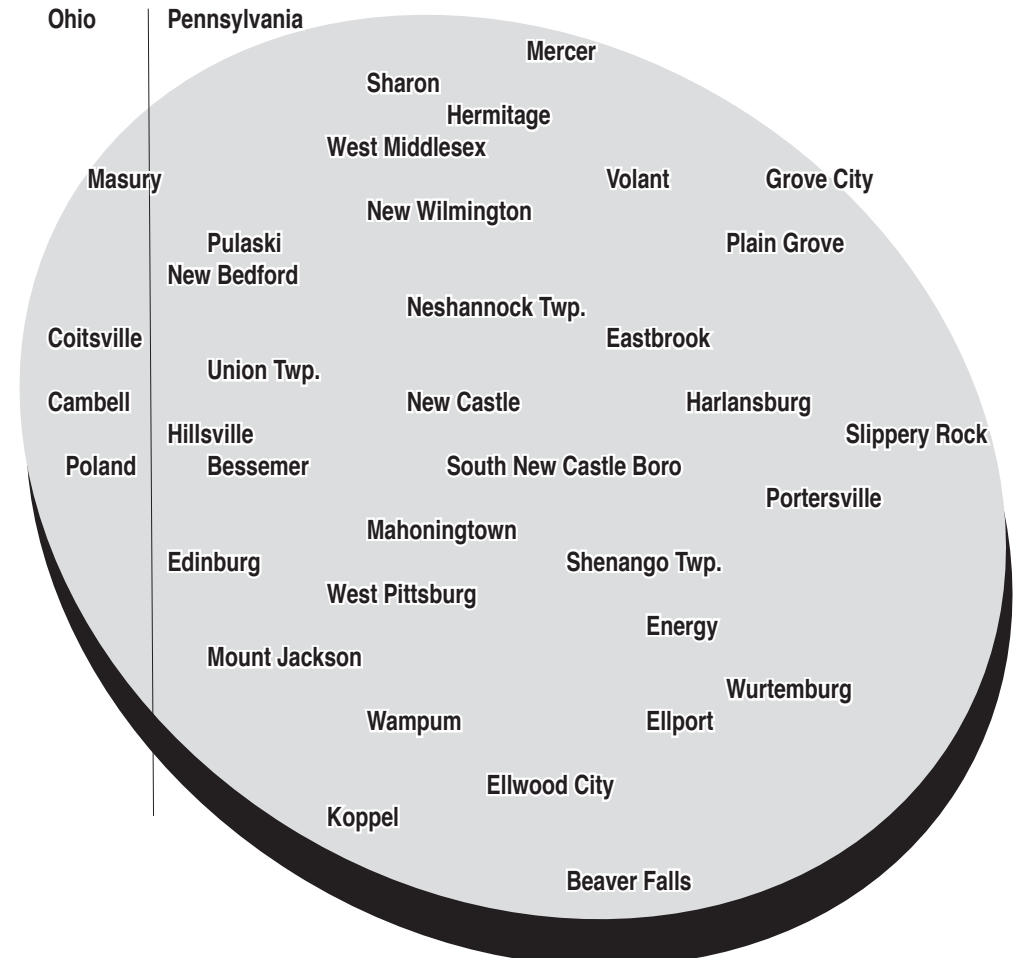 Ohio
Pennsylvania
Mercer
Sharon
Hermitage
West Middlesex
Masury
Volant
Grove City
New Wilmington
Pulaski
Plain Grove
New Bedford
Neshannock Twp.
Coitsville
Eastbrook
Union Twp.
Cambell
New Castle
Harlansburg
Hillsville
Slippery Rock
Poland
Bessemer
South New Castle Boro
Portersville
Mahoningtown
Edinburg
Shenango Twp.
West Pittsburg
Energy
Mount Jackson
Wurtemburg
Wampum
Ellport
Ellwood City
Koppel
Beaver Falls